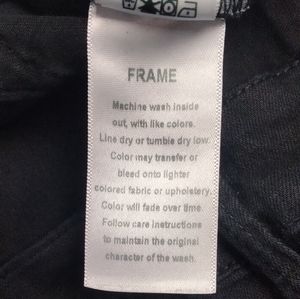 FRAME
Machine wash inside
out, with like colors.
Line dry or tumble dry low.
Color may transfer or
bleed onto lighter
colored fabric or upholstery.
Color will fade over time.
Follow care instructions
to maintain the original
character of the wash.